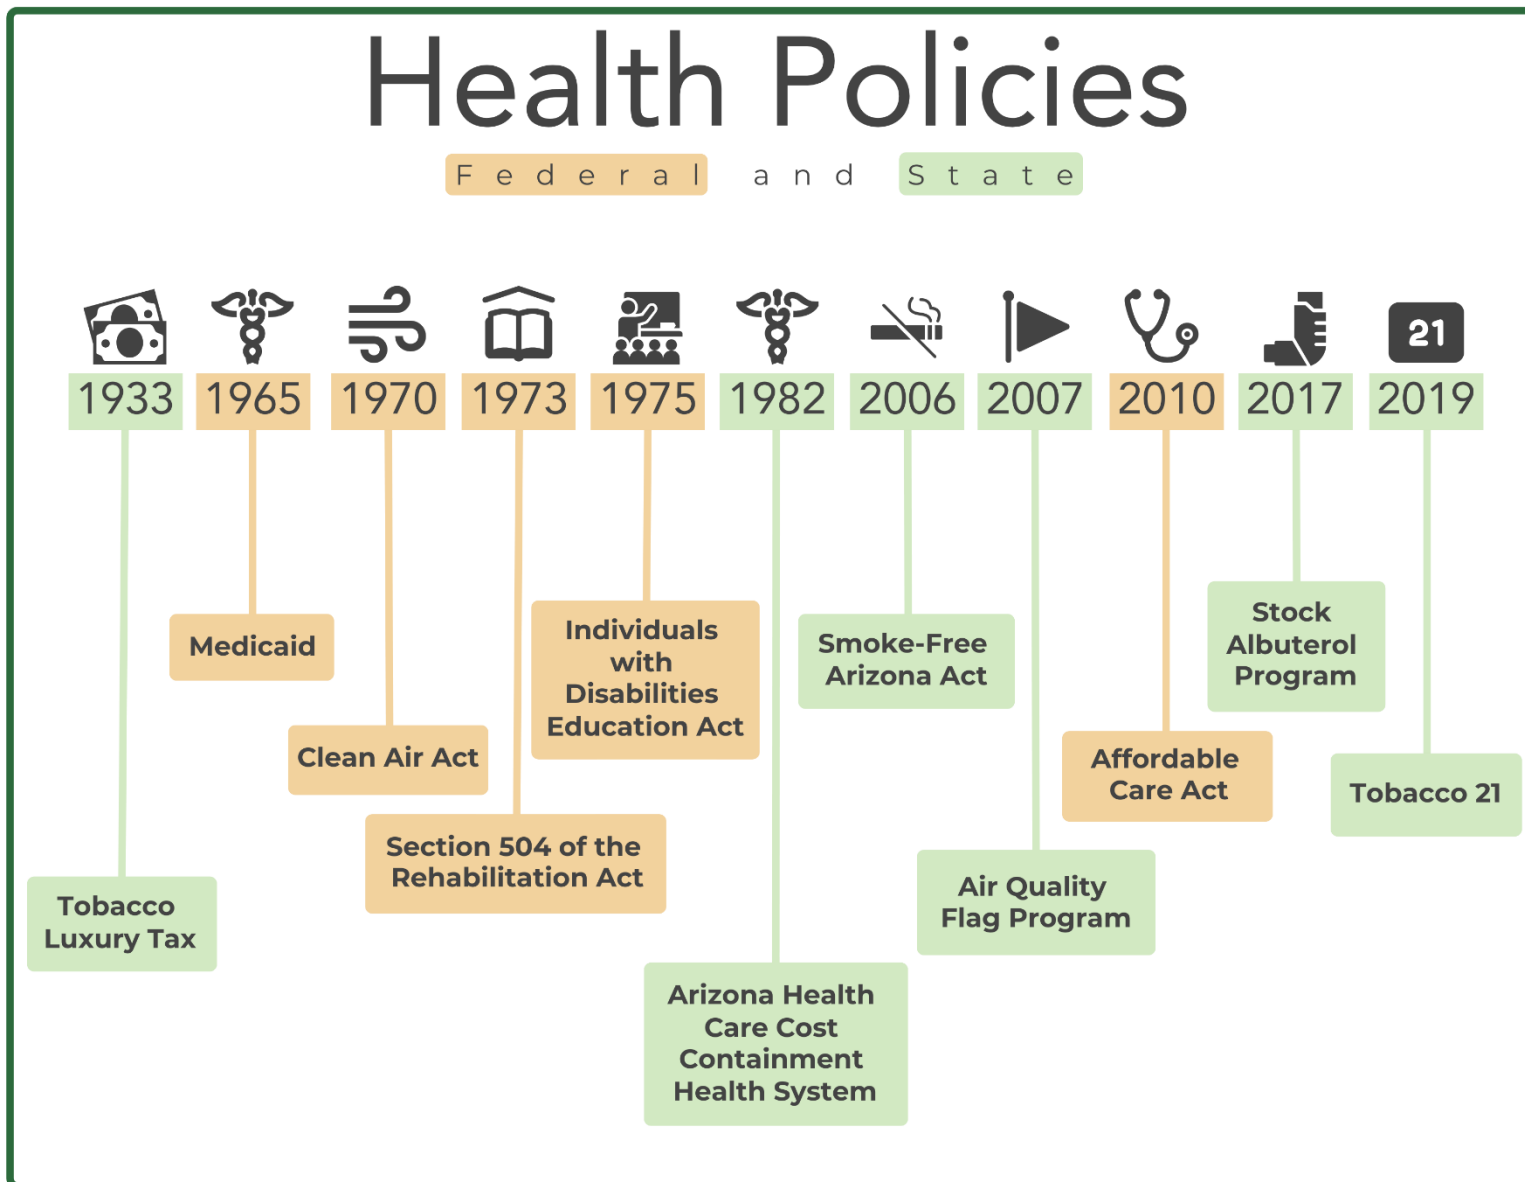 Health Policies
Federal and State
21
1933 1965 1970 1973 1975 1982 2006 2007 2010 2017 2019
Tobacco
Luxury Tax
Medicaid
Clean Air Act
Section 504 of the
Rehabilitation Act
Individuals
with
Disabilities
Education Act
Arizona Health
Care Cost
Containment
Health System
Smoke-Free
Arizona Act
Air Quality
Flag Program
Affordable
Care Act
Stock
Albuterol
Program
Tobacco 21